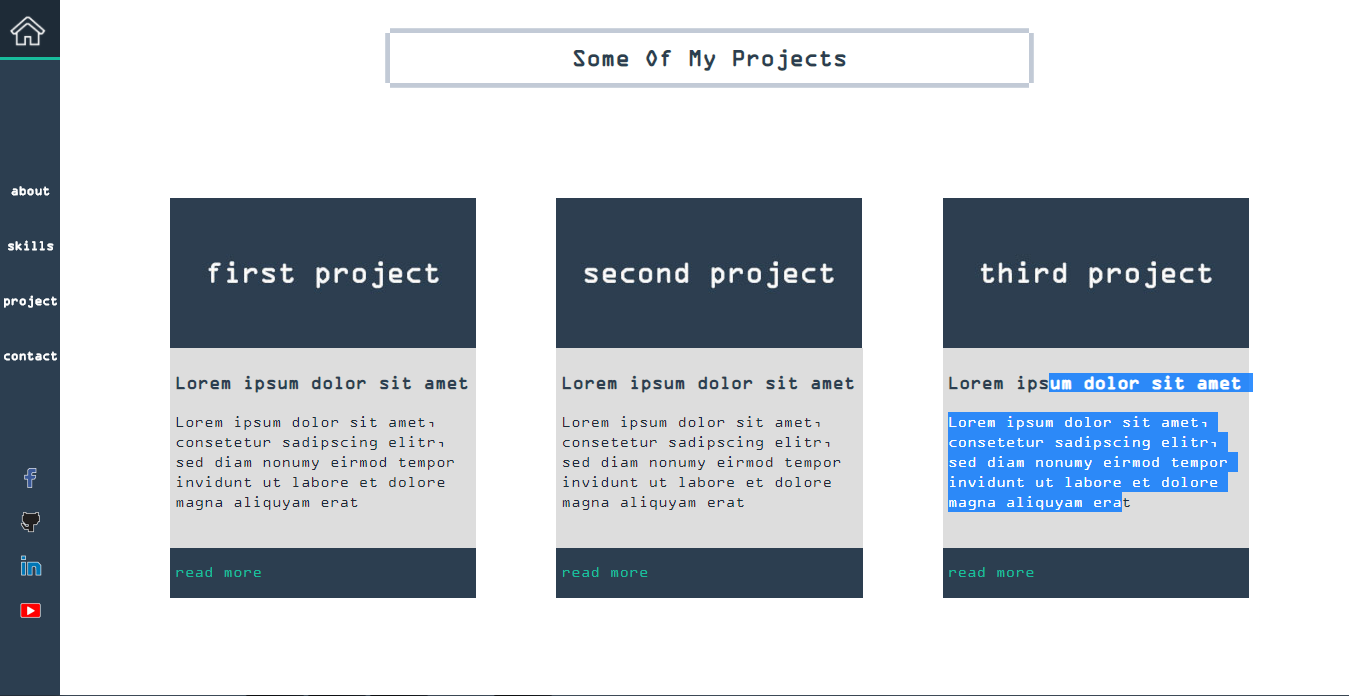 Some Of My Projects
about
skills
project
contact
f
in
first project
Lorem ipsum dolor sit amet
Lorem ipsum dolor sit amet,
consetetur sadipscing elitr,
sed diam nonumy eirmod tempor
invidunt ut labore et dolore
magna aliquyam erat
read more
second project
Lorem ipsum dolor sit amet
Lorem ipsum dolor sit amet,
consetetur sadipscing elitr,
sed diam nonumy eirmod tempor
invidunt ut labore et dolore
magna aliquyam erat
read more
third project
Lorem ipsum dolor sit amet
Lorem ipsum dolor sit amet,
consetetur sadipscing elitr,
sed diam nonumy eirmod tempor
invidunt ut labore et dolore
magna aliquyam erat
read more